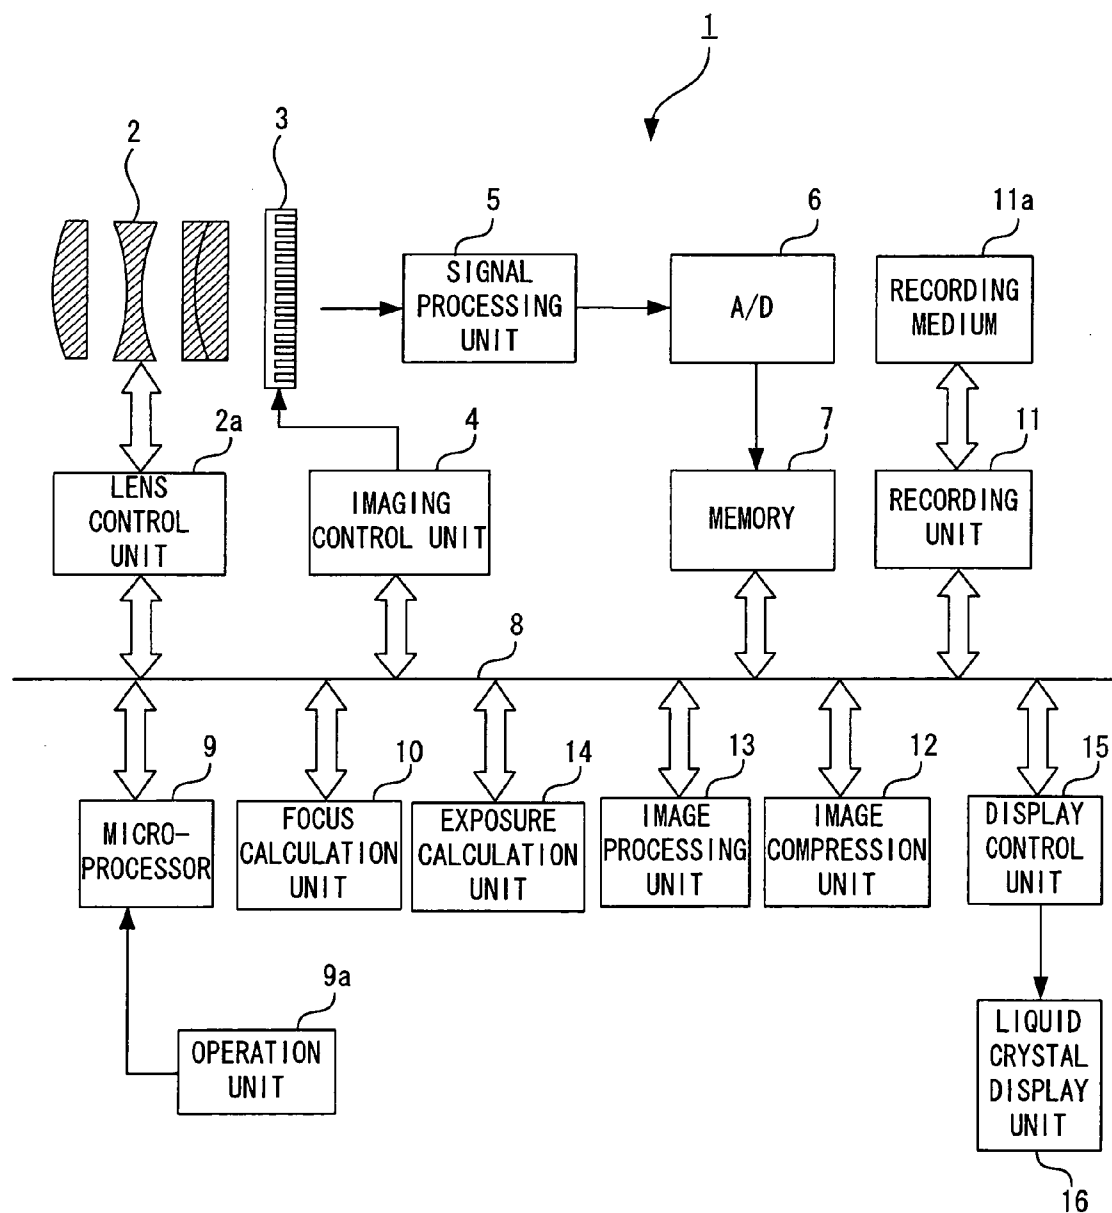 1
2
3
5
6
11a
SIGNAL
PROCESSING
UNIT
A/D
RECORDING
MEDIUM
2a
4
7
11
LENS
CONTROL
UNIT
IMAGING
CONTROL UNIT
MEMORY
RECORDING
UNIT
8
9
10
14
13
12
15
MICRO-
PROCESSOR
FOCUS
CALCULATION
UNIT
EXPOSURE
CALCULATION
UNIT
IMAGE
PROCESSING
UNIT
IMAGE
COMPRESSION
UNIT
DISPLAY
CONTROL
UNIT
9a
OPERATION
UNIT
LIQUID
CRYSTAL
DISPLAY
UNIT
16